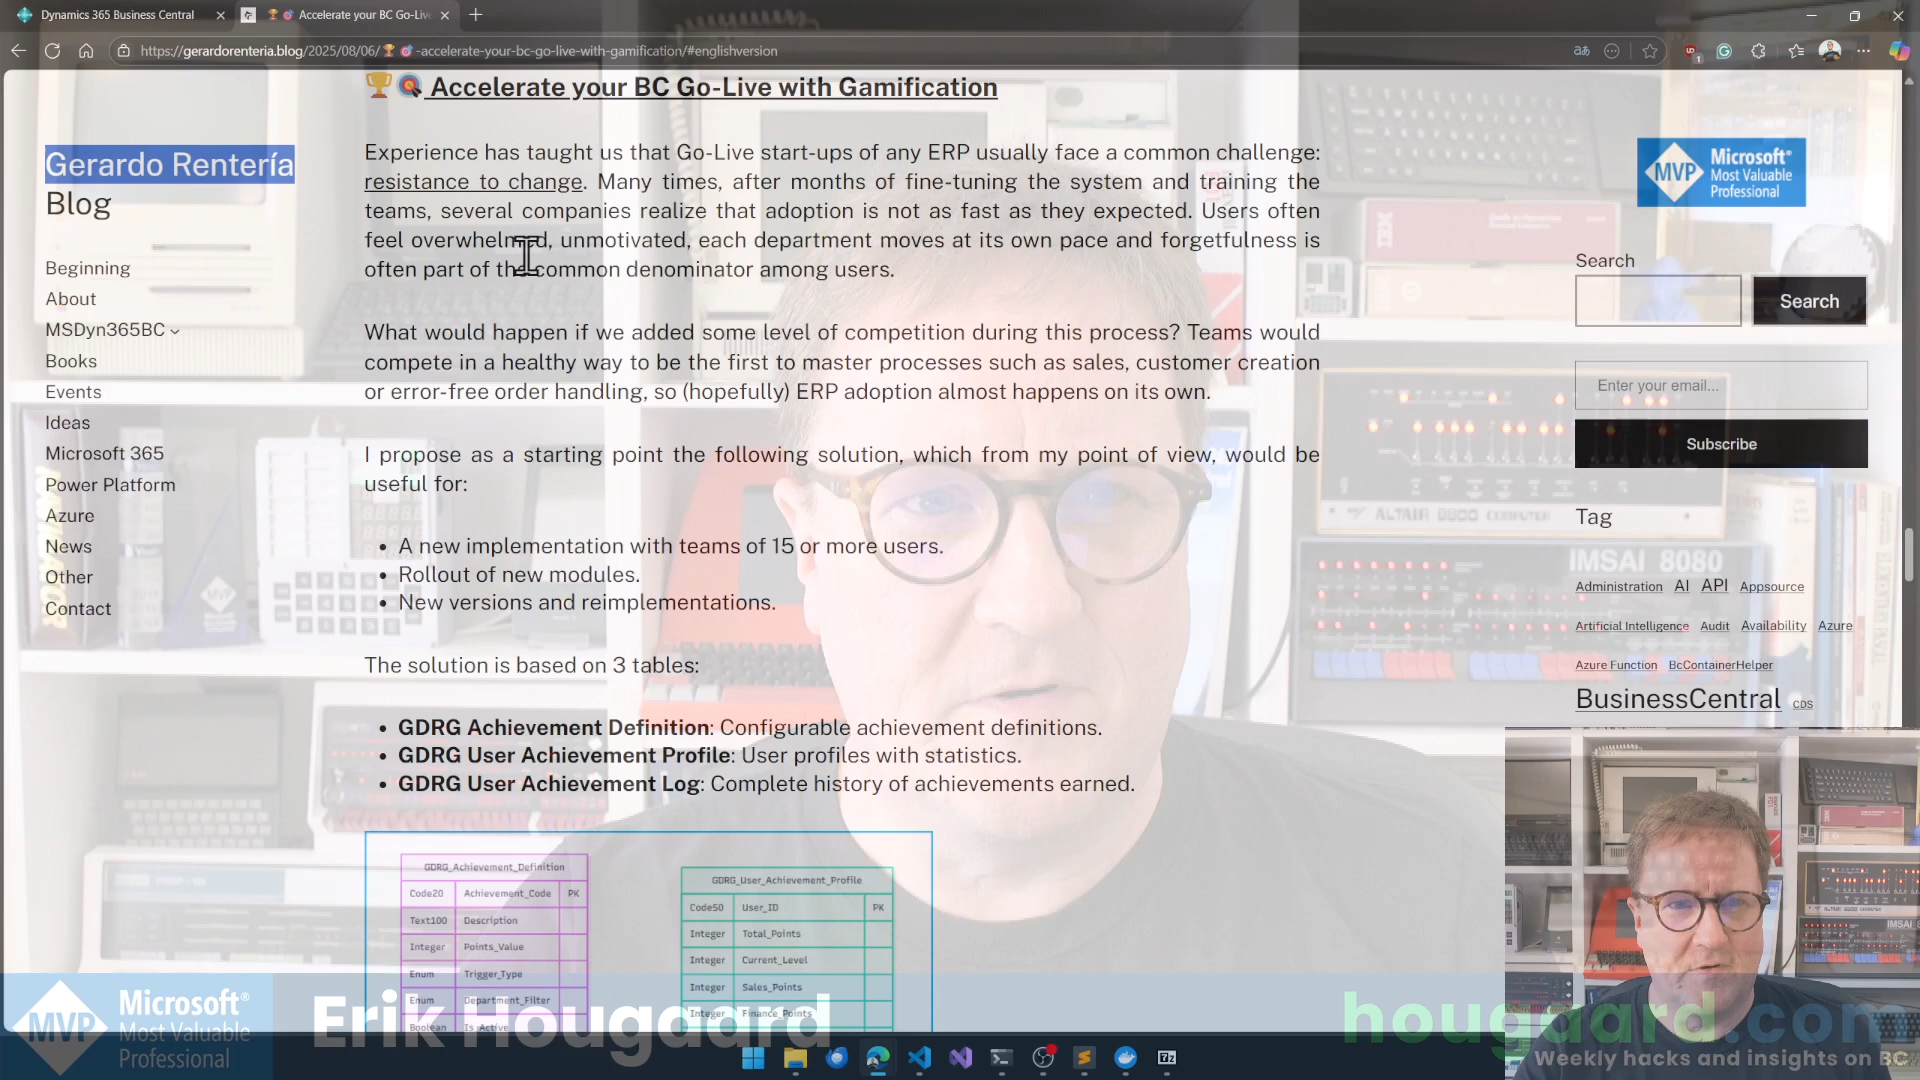 Dynamics 365 Business Central
Accelerate your BC Go-Live
https://gerardorenteria.blog/2025/08/06/🏆🎯-accelerate-your-bc-go-live-with-gamification/#englishversion
Gerardo Rentería
Blog
Beginning
About
MSDyn365BC
Books
Events
Ideas
Microsoft 365
Power Platform
Azure
News
Other
Contact
🏆🎯 Accelerate your BC Go-Live with Gamification
Experience has taught us that Go-Live start-ups of any ERP usually face a common challenge:
resistance to change. Many times, after months of fine-tuning the system and training the
teams, several companies realize that adoption is not as fast as they expected. Users often
feel overwhelmed, unmotivated, each department moves at its own pace and forgetfulness is
often part of the common denominator among users.
What would happen if we added some level of competition during this process? Teams would
compete in a healthy way to be the first to master processes such as sales, customer creation
or error-free order handling, so (hopefully) ERP adoption almost happens on its own.
I propose as a starting point the following solution, which from my point of view, would be
useful for:
• A new implementation with teams of 15 or more users.
• Rollout of new modules.
• New versions and reimplementations.
The solution is based on 3 tables:
• GDRG Achievement Definition: Configurable achievement definitions.
• GDRG User Achievement Profile: User profiles with statistics.
• GDRG User Achievement Log: Complete history of achievements earned.
GDRG_Achievement_Definition
Code20 Achievement_Code PK
Text100 Description
Integer Points_Value
Enum Trigger_Type
Enum Department_Filter
Boolean Is_Active
GDRG_User_Achievement_Profile
Code50 User_ID PK
Integer Total_Points
Integer Current_Level
Integer Sales_Points
Integer Finance_Points
MVP Microsoft®
Most Valuable
Professional
Search
Search
Enter your email...
Subscribe
Tag
Administration AI API Appsource
Artificial Intelligence Audit Availability Azure
Azure Function BcContainerHelper
BusinessCentral CDS
ALTAIR 8800 COMPUTER
IMSAI 8080
MVP Microsoft®
Most Valuable
Professional
Erik Hougaard
hougaard.com
Weekly hacks and insights on BC